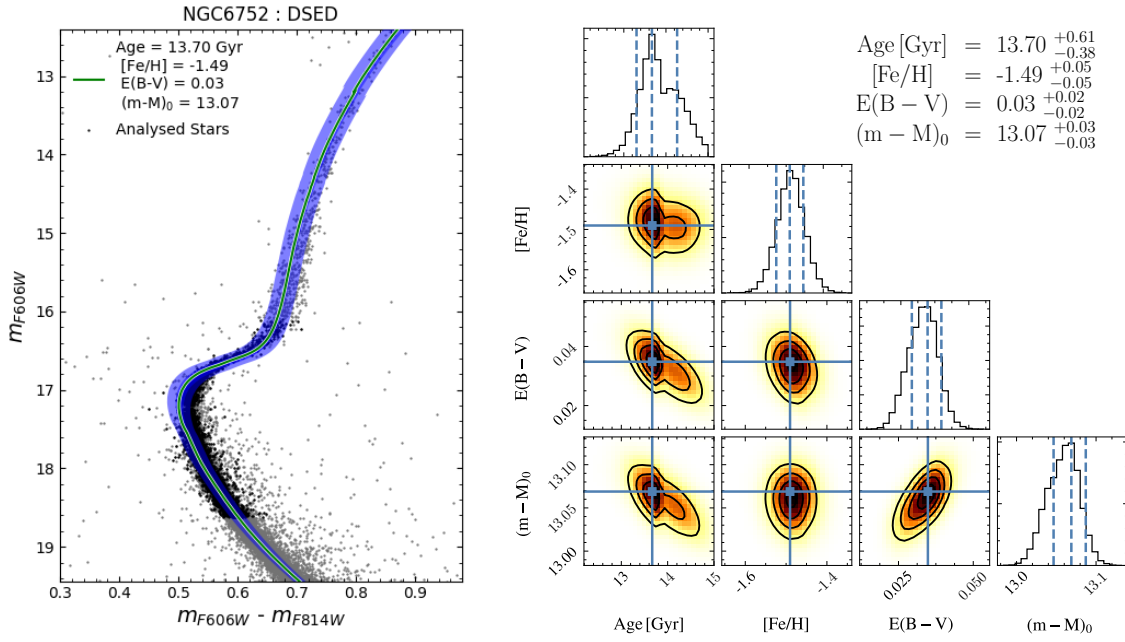 NGC6752 : DSED
Age = 13.70 Gyr
[Fe/H] = -1.49
E(B-V) = 0.03
(m-M)₀ = 13.07
Analysed Stars
13
14
15
16
17
18
19
m_F606W
0.3 0.4 0.5 0.6 0.7 0.8 0.9
m_F606W - m_F814W
Age [Gyr] = 13.70 +0.61 -0.38
[Fe/H] = -1.49 +0.05 -0.05
E(B − V) = 0.03 +0.02 -0.02
(m − M)₀ = 13.07 +0.03 -0.03
[Fe/H]
-1.4
-1.5
-1.6
E(B − V)
0.04
0.02
(m − M)₀
13.10
13.05
13.00
13 14 15
Age [Gyr]
-1.6 -1.4
[Fe/H]
0.025 0.050
E(B − V)
13.0 13.1
(m − M)₀